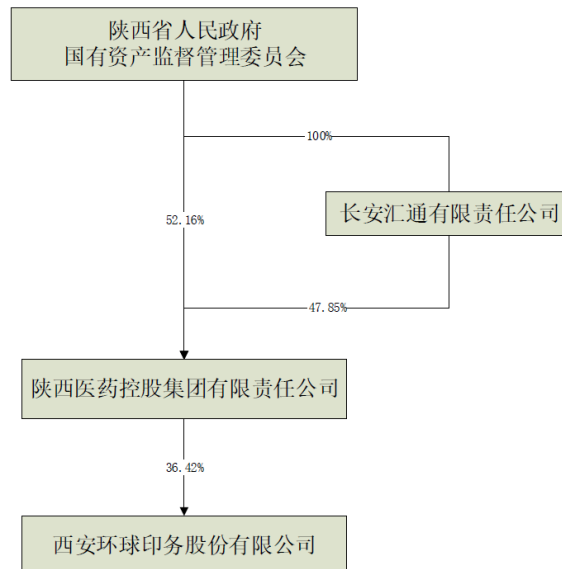 陕西省人民政府
国有资产监督管理委员会
100%
长安汇通有限责任公司
52.16%
47.85%
陕西医药控股集团有限责任公司
36.42%
西安环球印务股份有限公司